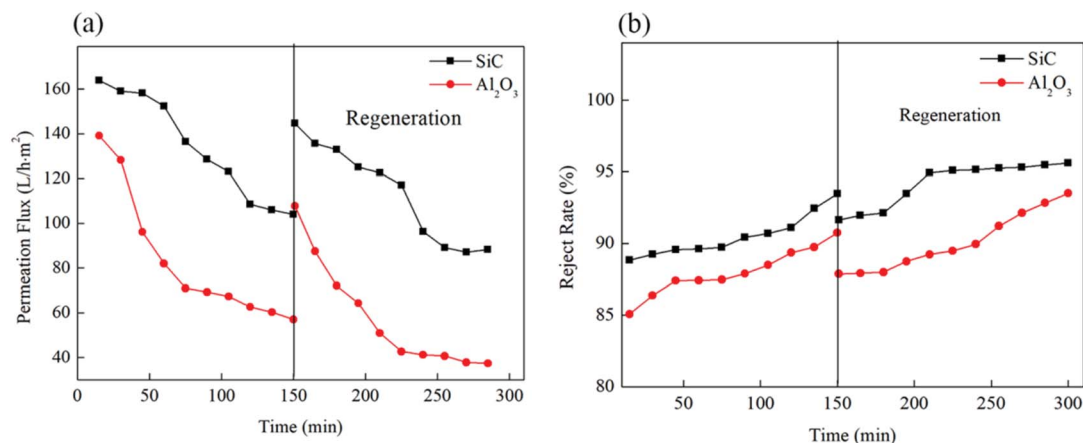 (a)
SiC
Al₂O₃
Regeneration
Permeation Flux (L/h·m²)
160
140
120
100
80
60
40
0
50
100
150
200
250
300
Time (min)
(b)
SiC
Al₂O₃
Regeneration
Reject Rate (%)
100
95
90
85
80
50
100
150
200
250
300
Time (min)